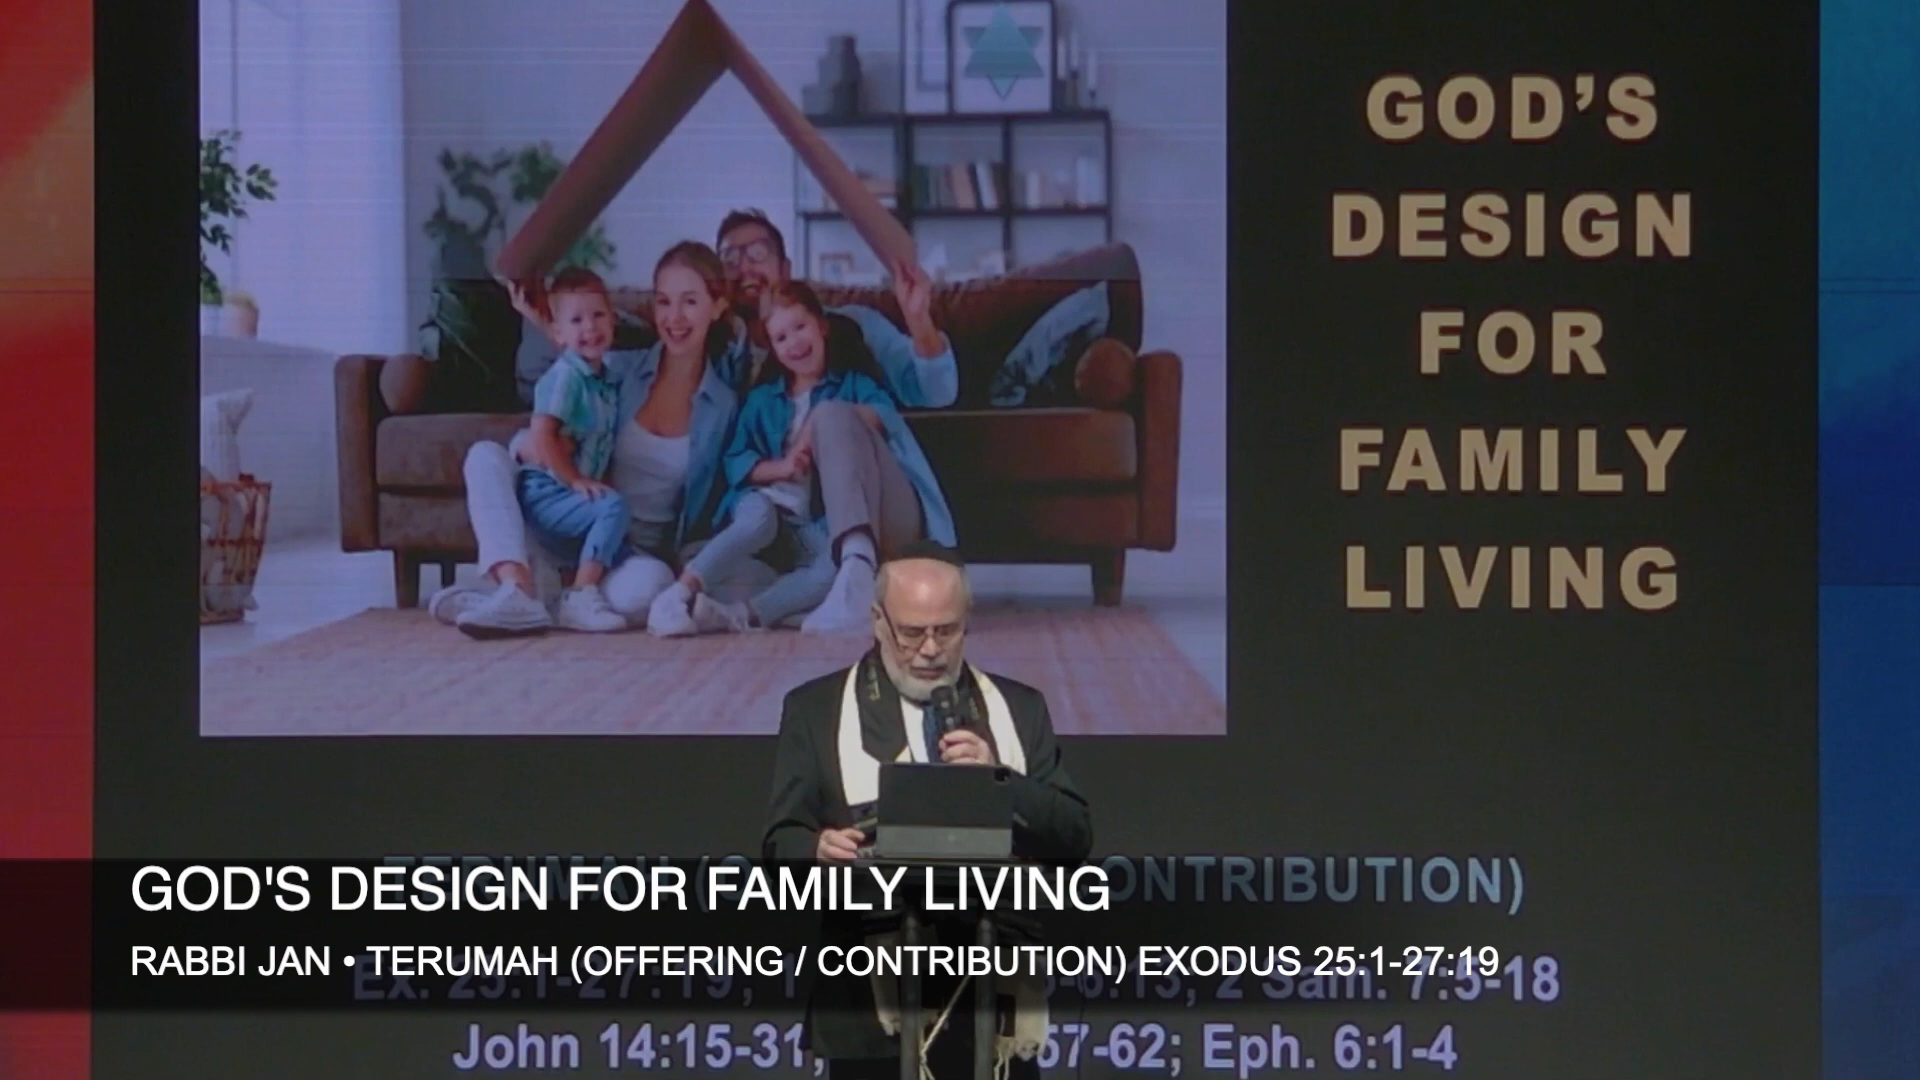 GOD'S
DESIGN
FOR
FAMILY
LIVING
TERUMAH CONTRIBUTION)
GOD'S DESIGN FOR FAMILY LIVING
RABBI JAN • TERUMAH (OFFERING / CONTRIBUTION) EXODUS 25:1-27:19
Ex. 25:1-27:19; 2 Sam. 7:5-18
John 14:15-31, 57-62; Eph. 6:1-4